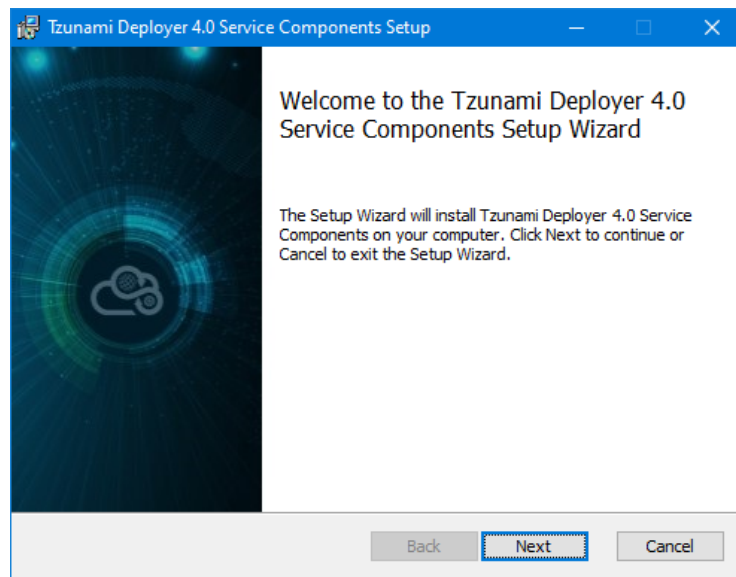 Tzunami Deployer 4.0 Service Components Setup
Welcome to the Tzunami Deployer 4.0
Service Components Setup Wizard
The Setup Wizard will install Tzunami Deployer 4.0 Service
Components on your computer. Click Next to continue or
Cancel to exit the Setup Wizard.
Back Next Cancel